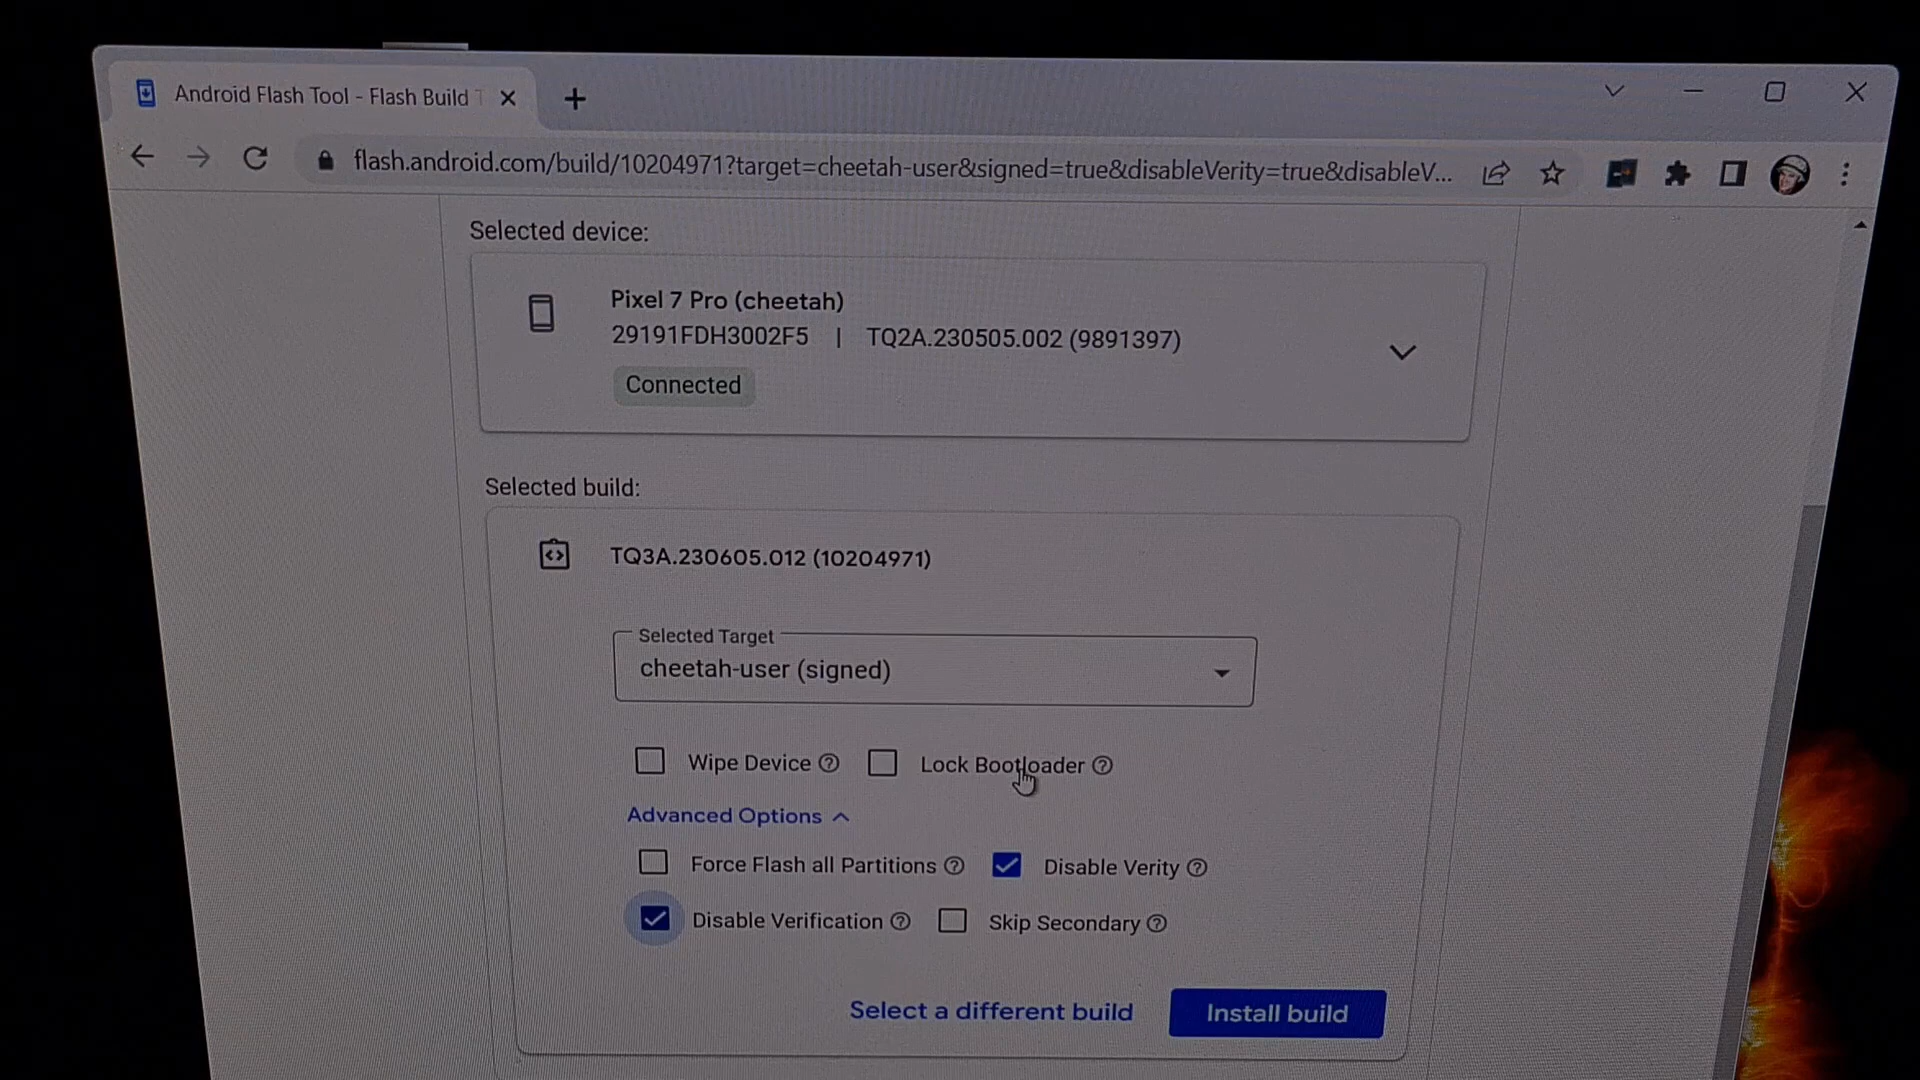 Android Flash Tool - Flash Build
flash.android.com/build/10204971?target=cheetah-user&signed=true&disableVerity=true&disableV...
Selected device:
Pixel 7 Pro (cheetah)
29191FDH3002F5 | TQ2A.230505.002 (9891397)
Connected
Selected build:
TQ3A.230605.012 (10204971)
Selected Target
cheetah-user (signed)
Wipe Device Lock Bootloader
Advanced Options
Force Flash all Partitions Disable Verity
Disable Verification Skip Secondary
Select a different build Install build